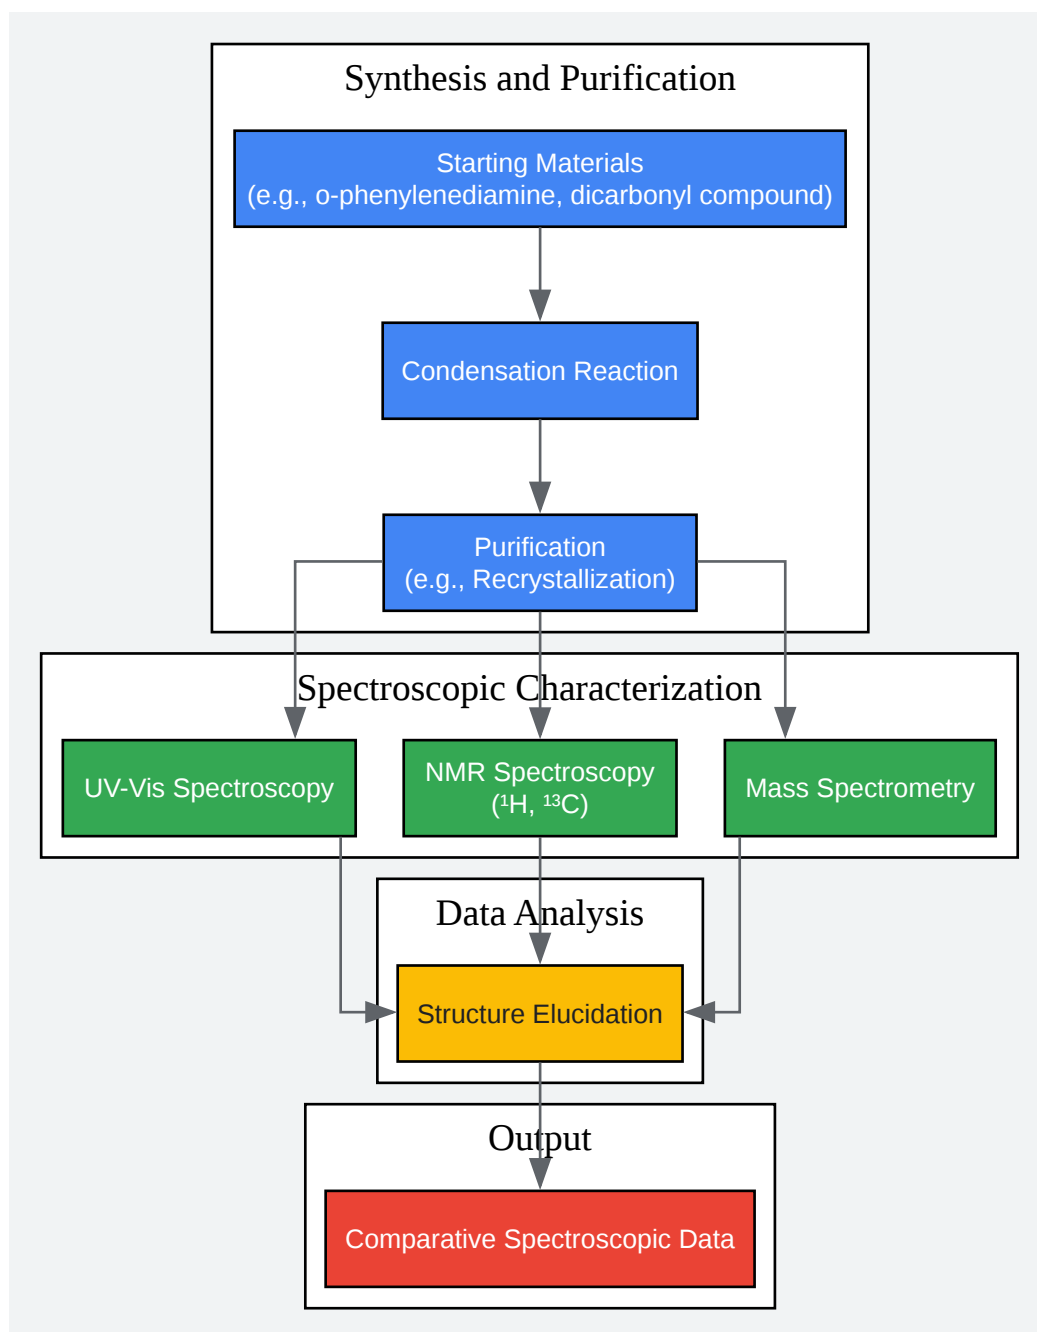 Synthesis and Purification
Starting Materials
(e.g., o-phenylenediamine, dicarbonyl compound)
Condensation Reaction
Purification
(e.g., Recrystallization)
Spectroscopic Characterization
UV-Vis Spectroscopy
NMR Spectroscopy
(¹H, ¹³C)
Mass Spectrometry
Data Analysis
Structure Elucidation
Output
Comparative Spectroscopic Data